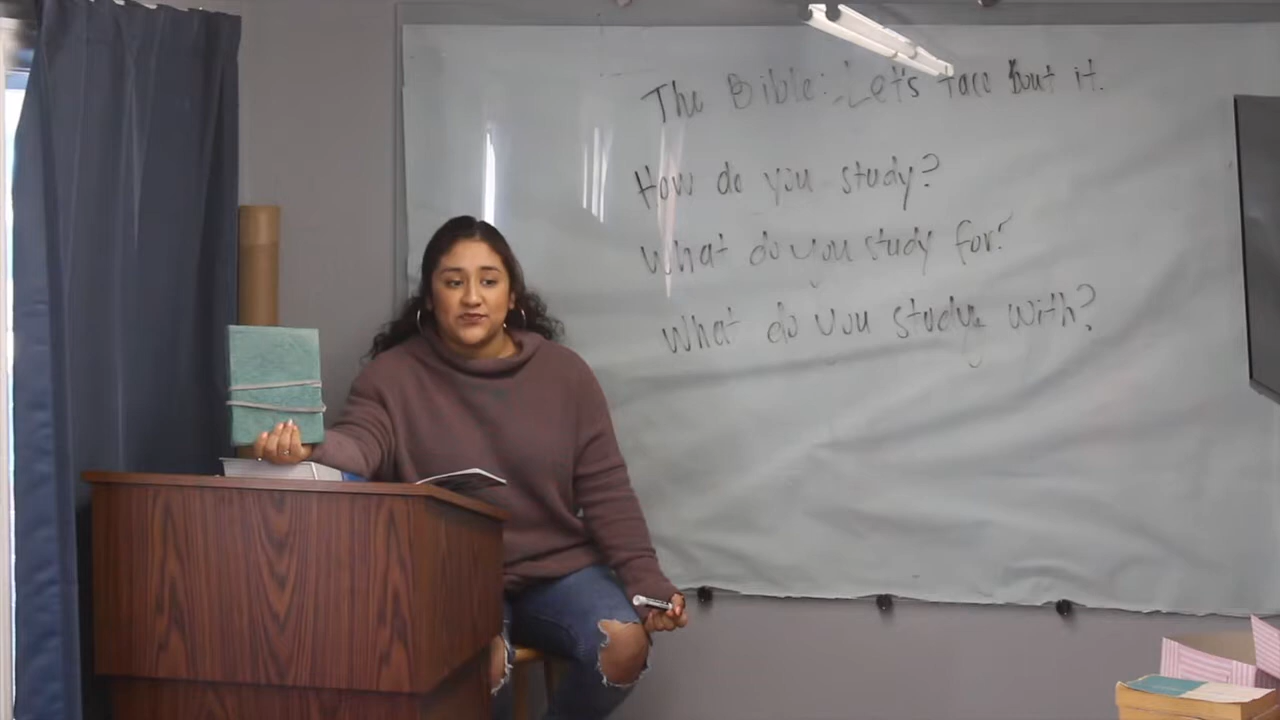 The Bible: Let's face bout it.
How do you study?
What do you study for?
What do you study with?